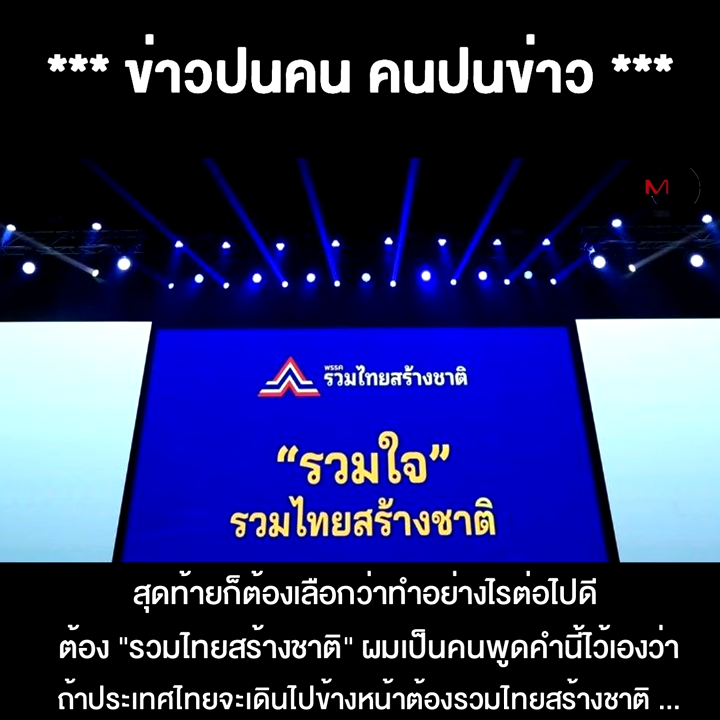 *** ข่าวปนคน คนปนข่าว ***
M
พรรค
รวมไทยสร้างชาติ
“รวมใจ”
รวมไทยสร้างชาติ
สุดท้ายก็ต้องเลือกว่าทำอย่างไรต่อไปดี
ต้อง "รวมไทยสร้างชาติ" ผมเป็นคนพูดคำนี้ไว้เองว่า
ถ้าประเทศไทยจะเดินไปข้างหน้าต้องรวมไทยสร้างชาติ ...